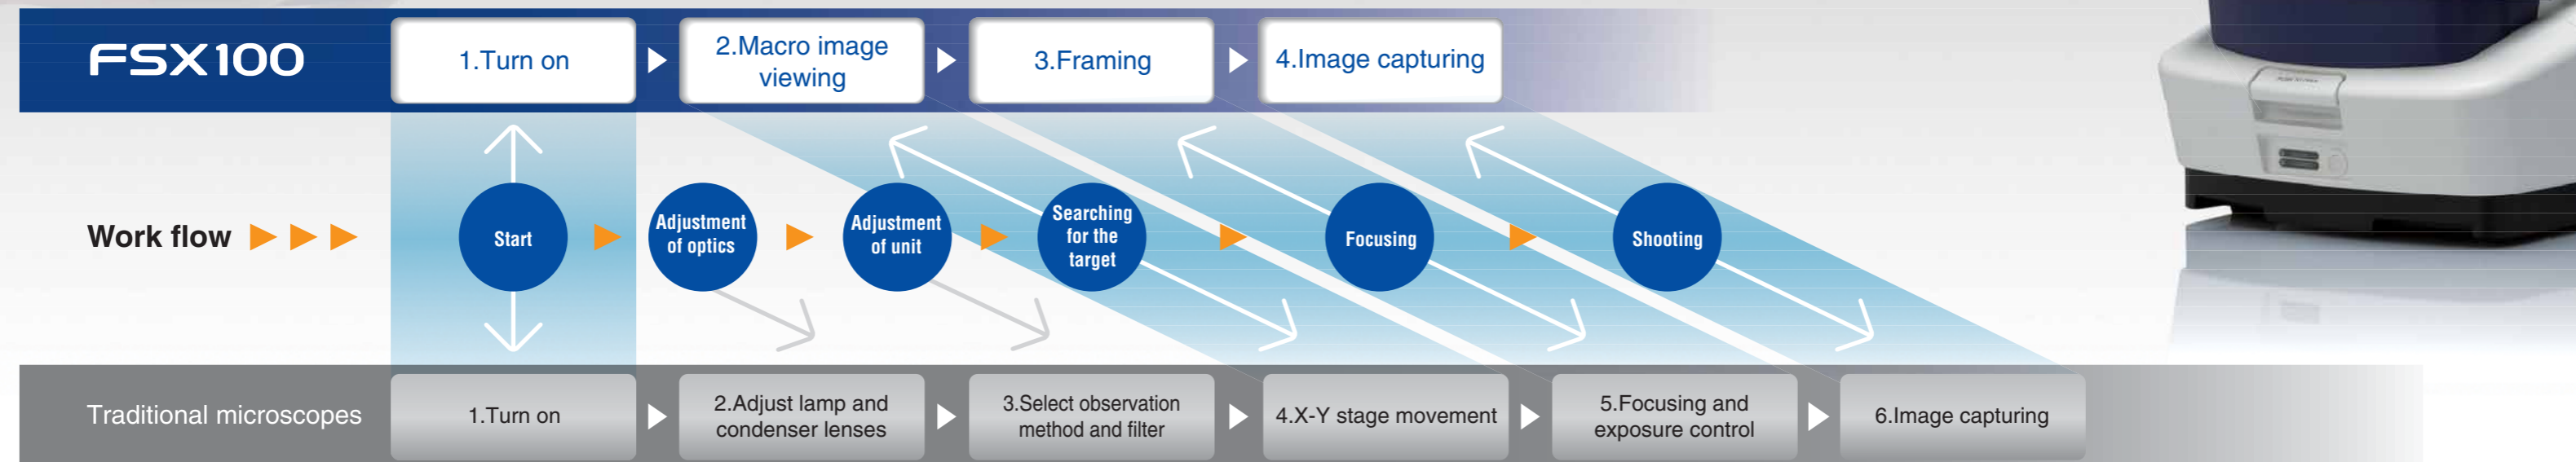 FSX100
1.Turn on
2.Macro image
viewing
3.Framing
4.Image capturing
Work flow
Start
Adjustment
of optics
Adjustment
of unit
Searching
for the
target
Focusing
Shooting
Traditional microscopes
1.Turn on
2.Adjust lamp and
condenser lenses
3.Select observation
method and filter
4.X-Y stage movement
5.Focusing and
exposure control
6.Image capturing